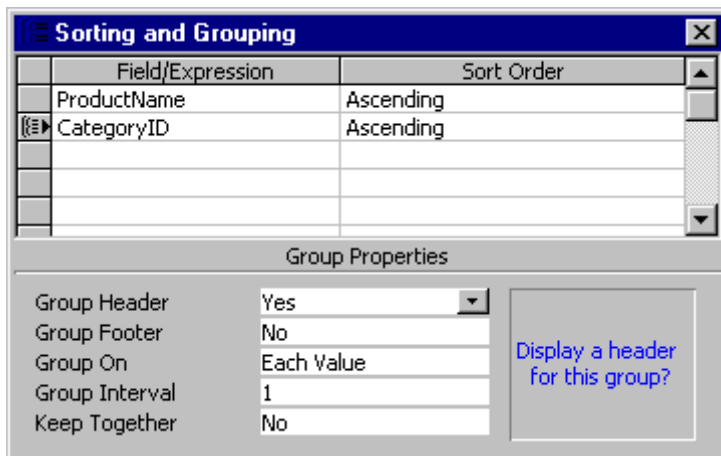 Sorting and Grouping
Field/Expression Sort Order
ProductName Ascending
CategoryID Ascending
Group Properties
Group Header Yes
Group Footer No
Group On Each Value
Group Interval 1
Keep Together No
Display a header
for this group?